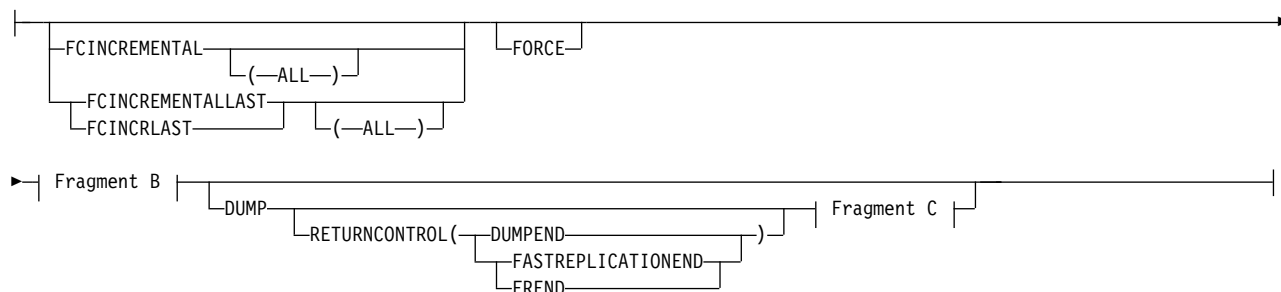 FCINCREMENTAL FORCE
(ALL)
FCINCREMENTALLAST
FCINCRLAST (ALL)
Fragment B
DUMP Fragment C
RETURNCONTROL( DUMPEND )
FASTREPLICATIONEND
FREND